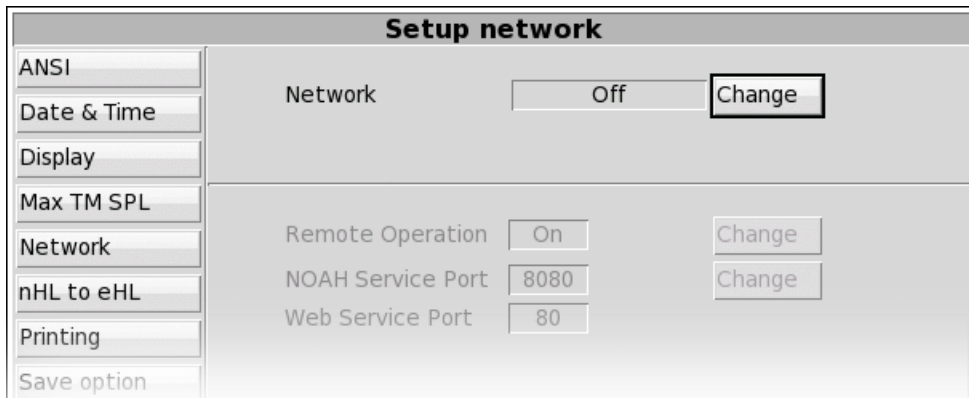 Setup network
ANSI
Date & Time
Display
Max TM SPL
Network
nHL to eHL
Printing
Save option
Network Off Change
Remote Operation On Change
NOAH Service Port 8080 Change
Web Service Port 80